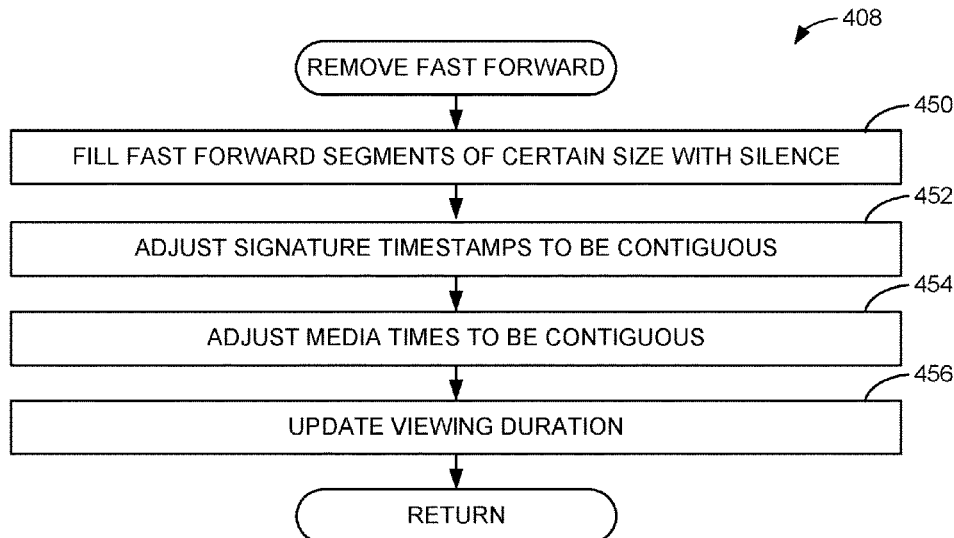 408
REMOVE FAST FORWARD
450
FILL FAST FORWARD SEGMENTS OF CERTAIN SIZE WITH SILENCE
452
ADJUST SIGNATURE TIMESTAMPS TO BE CONTIGUOUS
454
ADJUST MEDIA TIMES TO BE CONTIGUOUS
456
UPDATE VIEWING DURATION
RETURN